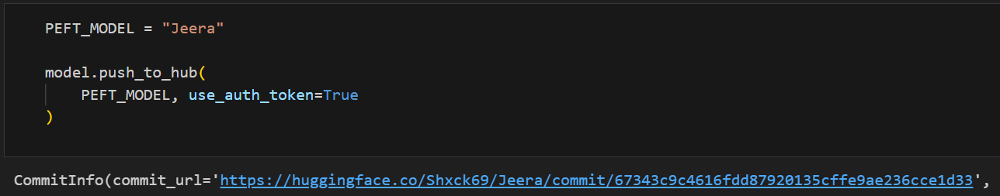 PEFT_MODEL = "Jeera"
model.push_to_hub(
PEFT_MODEL, use_auth_token=True
)
CommitInfo(commit_url='https://huggingface.co/Shxck69/Jeera/commit/67343c9c4616fdd87920135cffe9ae236cce1d33',